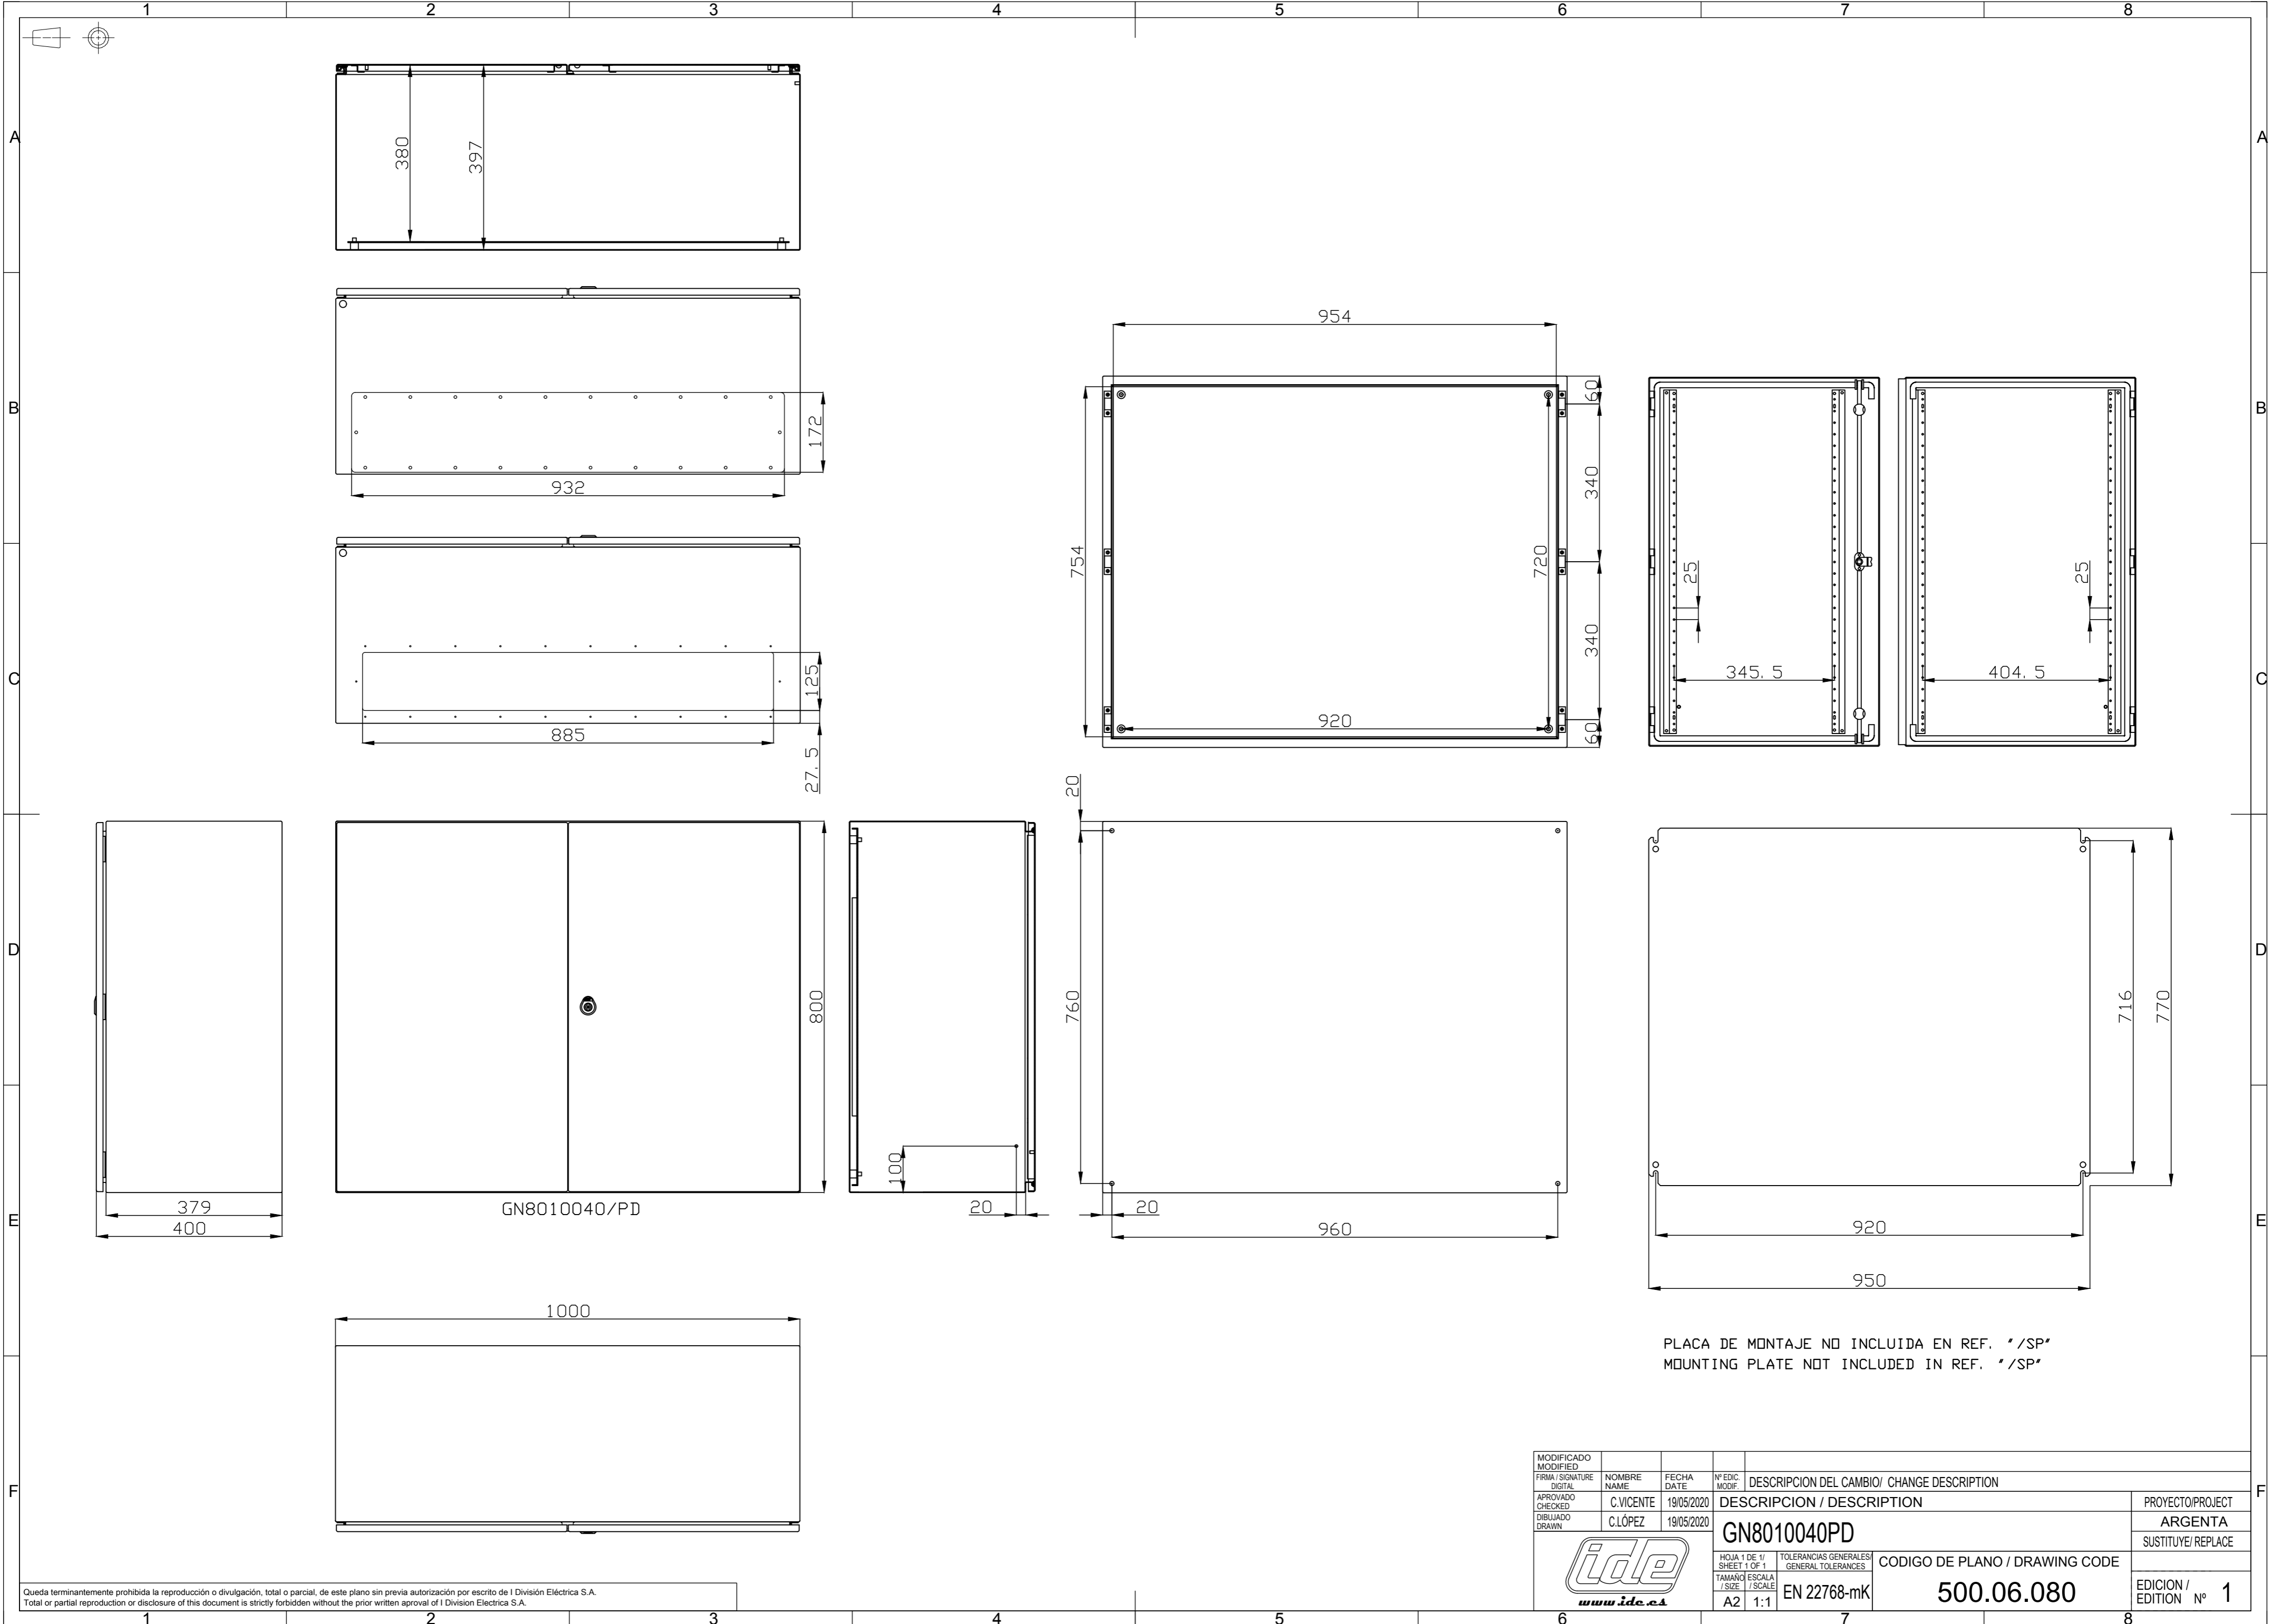 1 2 3 4 5 6 7 8
A A
380
397
B B
172
932
954
60
340
754
720
340
920
60
25
25
345. 5
404. 5
C C
125
885
27. 5
D D
379
400
800
GN8010040/PD
100
20
20
760
20
960
716
770
920
950
E E
1000
PLACA DE MONTAJE NO INCLUIDA EN REF. "/SP"
MOUNTING PLATE NOT INCLUDED IN REF. "/SP"
F F
MODIFICADO
MODIFIED
FIRMA / SIGNATURE
DIGITAL
NOMBRE
NAME
FECHA
DATE
Nº EDIC.
MODIF.
DESCRIPCION DEL CAMBIO/ CHANGE DESCRIPTION
APROVADO
CHECKED
C.VICENTE
19/05/2020
DESCRIPCION / DESCRIPTION
PROYECTO/PROJECT
DIBUJADO
DRAWN
C.LÓPEZ
19/05/2020
GN8010040PD
ARGENTA
SUSTITUYE/ REPLACE
ide
www.ide.es
HOJA 1 DE 1/
SHEET 1 OF 1
TOLERANCIAS GENERALES/
GENERAL TOLERANCES
CODIGO DE PLANO / DRAWING CODE
TAMAÑO
/ SIZE
ESCALA
/ SCALE
A2
1:1
EN 22768-mK
500.06.080
EDICION /
EDITION Nº 1
Queda terminantemente prohibida la reproducción o divulgación, total o parcial, de este plano sin previa autorización por escrito de I División Eléctrica S.A.
Total or partial reproduction or disclosure of this document is strictly forbidden without the prior written aproval of I Division Electrica S.A.
1 2 3 4 5 6 7 8